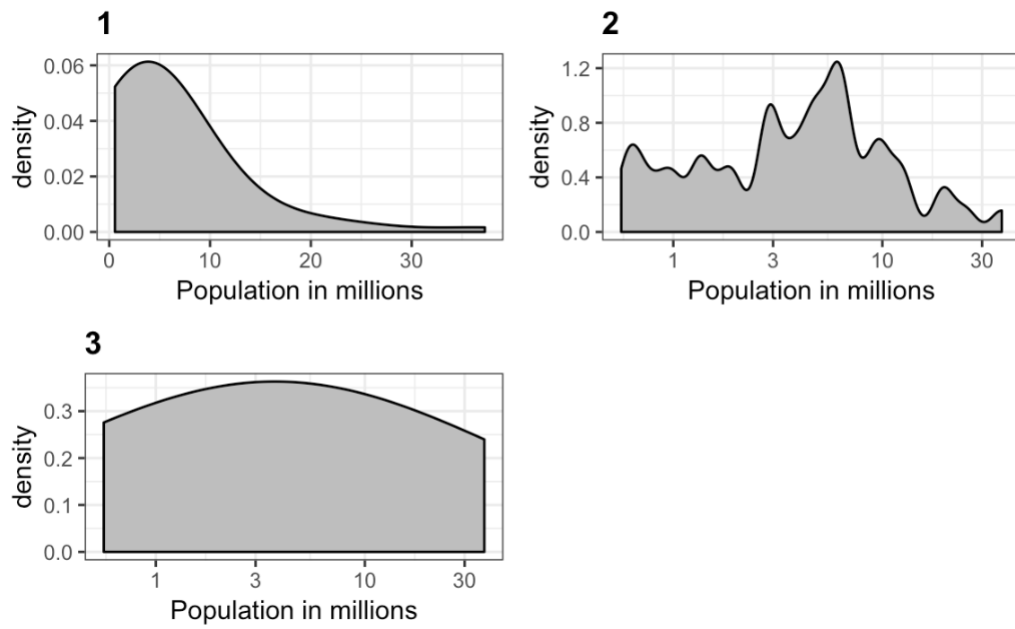 1
0.06
0.04
0.02
0.00
density
0 10 20 30
Population in millions
2
1.2
0.8
0.4
0.0
density
1 3 10 30
Population in millions
3
0.3
0.2
0.1
0.0
density
1 3 10 30
Population in millions